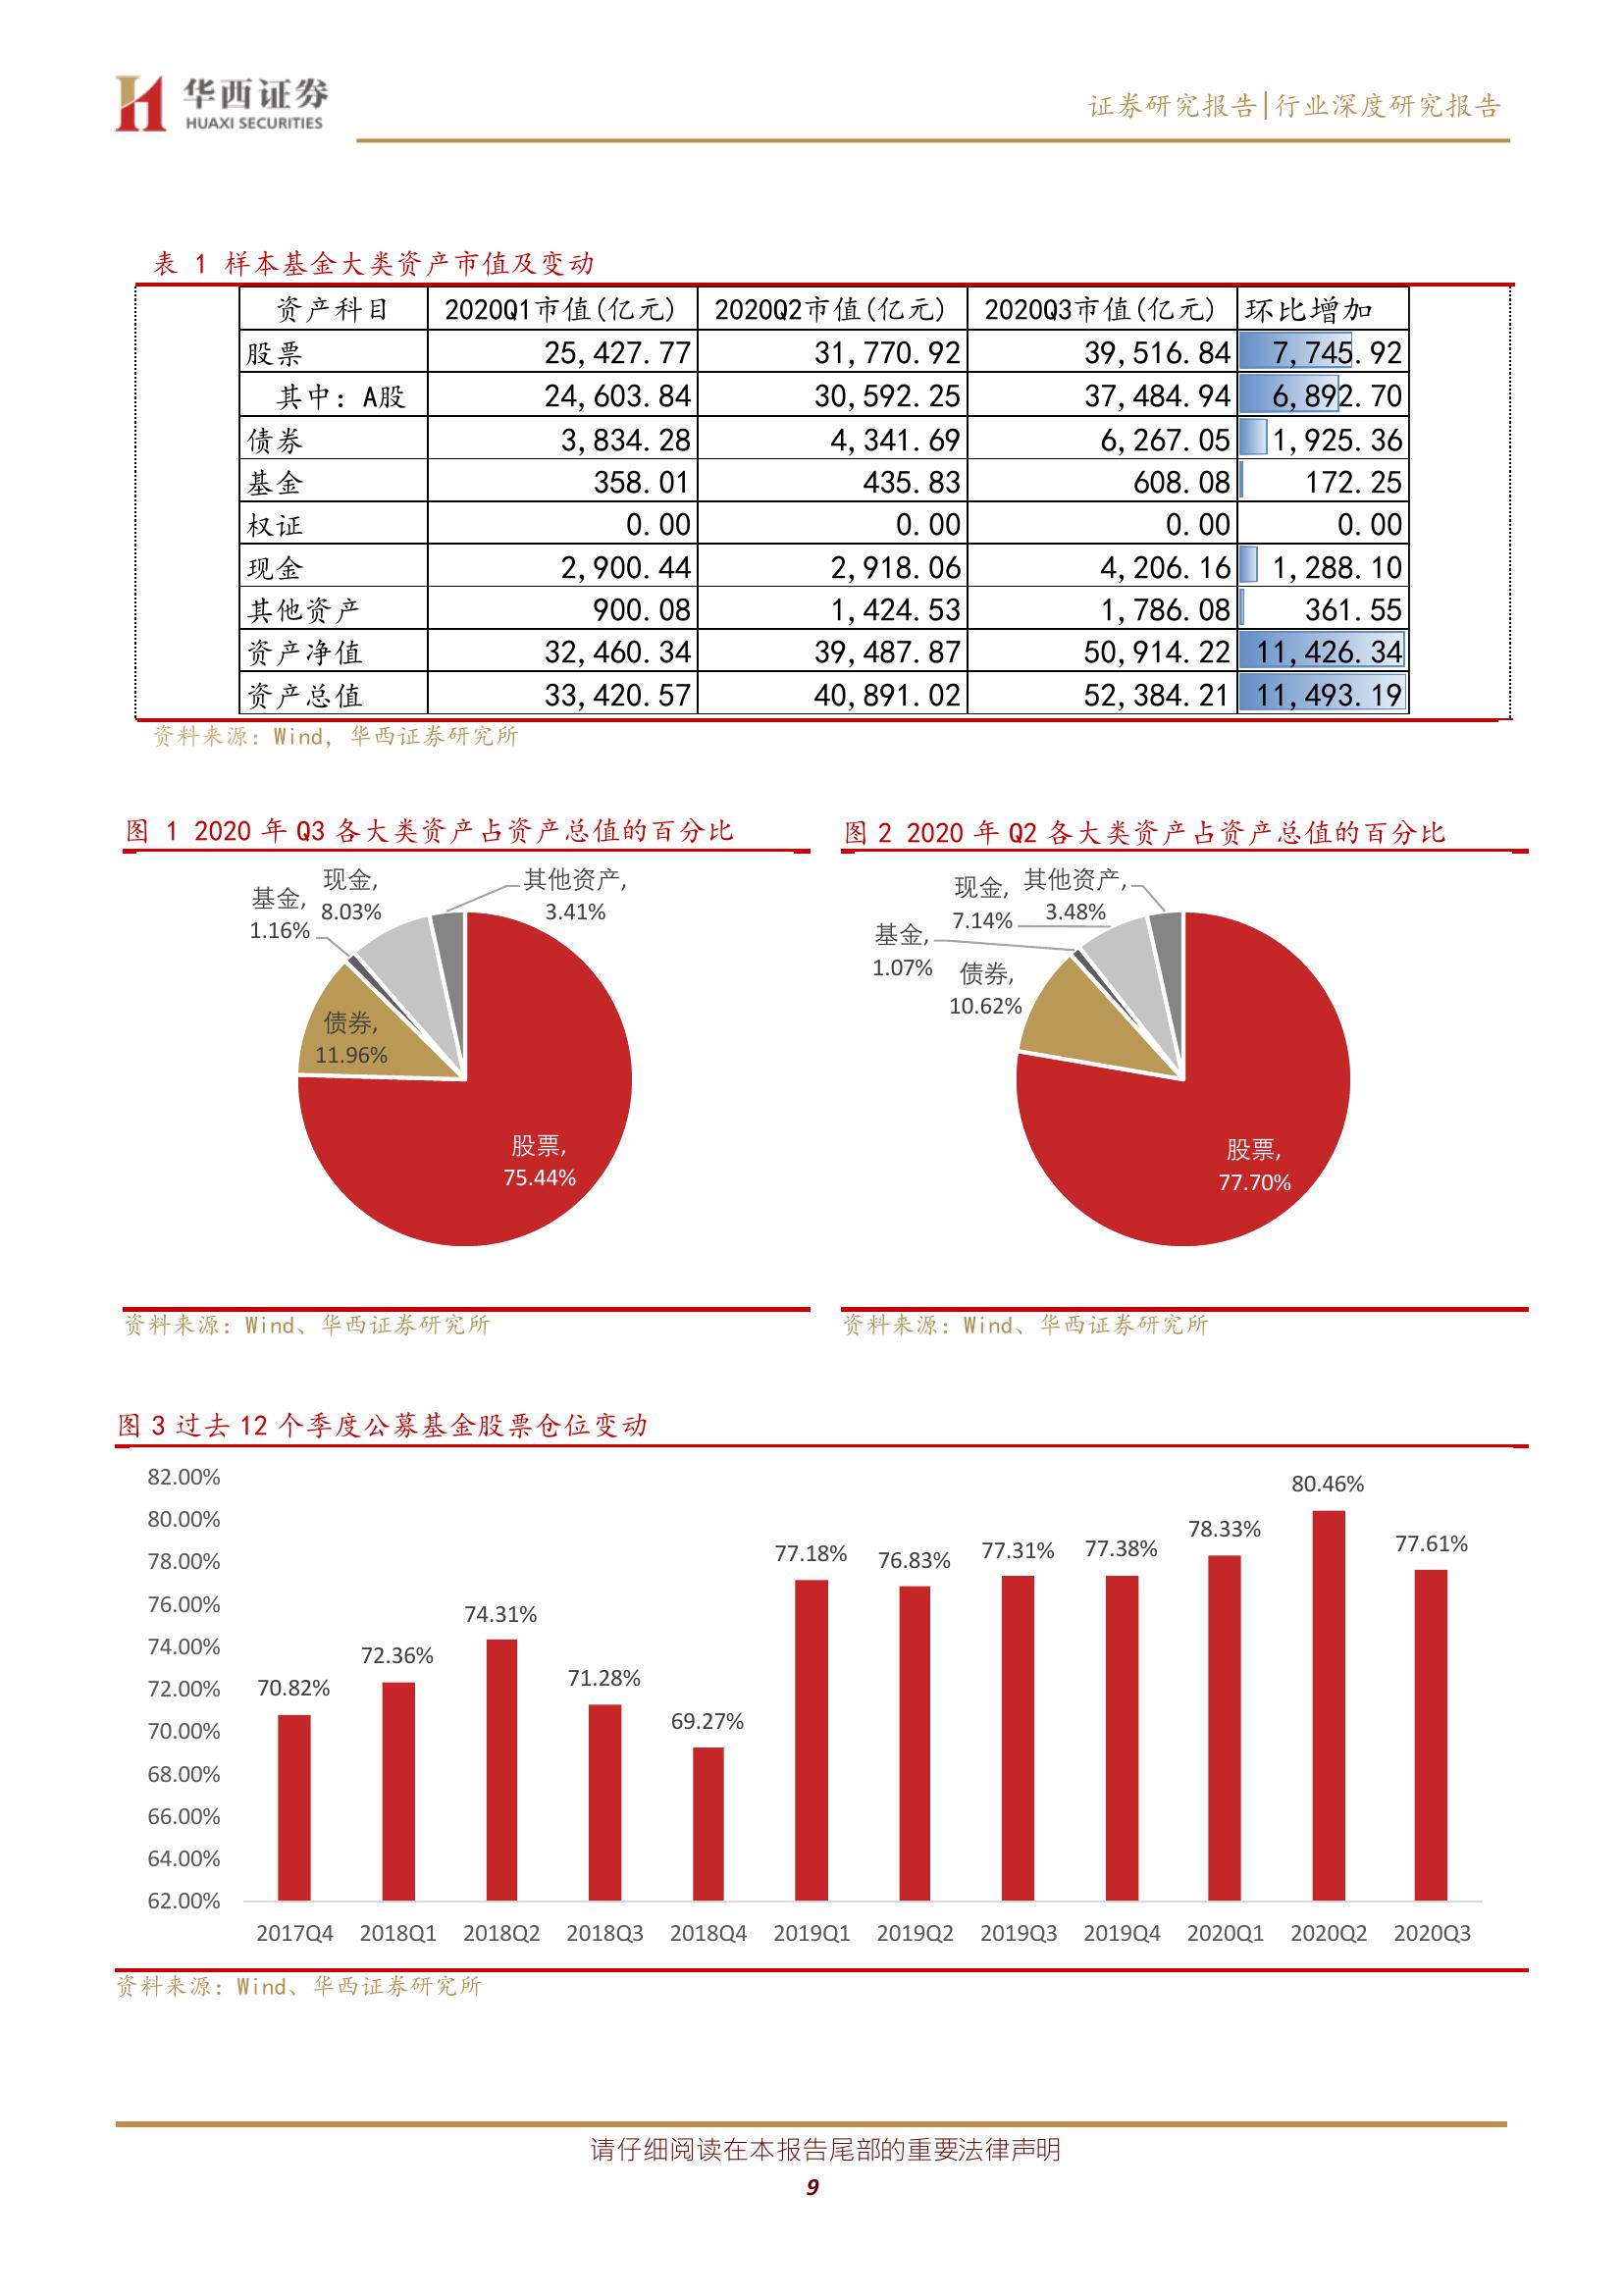 华西证券
HUAXI SECURITIES
证券研究报告|行业深度研究报告
表 1 样本基金大类资产市值及变动
资产科目 2020Q1市值(亿元) 2020Q2市值(亿元) 2020Q3市值(亿元) 环比增加
股票 25,427.77 31,770.92 39,516.84 7,745.92
其中：A股 24,603.84 30,592.25 37,484.94 6,892.70
债券 3,834.28 4,341.69 6,267.05 1,925.36
基金 358.01 435.83 608.08 172.25
权证 0.00 0.00 0.00 0.00
现金 2,900.44 2,918.06 4,206.16 1,288.10
其他资产 900.08 1,424.53 1,786.08 361.55
资产净值 32,460.34 39,487.87 50,914.22 11,426.34
资产总值 33,420.57 40,891.02 52,384.21 11,493.19
资料来源：Wind，华西证券研究所
图 1 2020 年 Q3 各大类资产占资产总值的百分比
现金,
8.03%
其他资产,
3.41%
基金,
1.16%
债券,
11.96%
股票,
75.44%
资料来源：Wind、华西证券研究所
图 2 2020 年 Q2 各大类资产占资产总值的百分比
现金,
7.14%
其他资产,
3.48%
基金,
1.07%
债券,
10.62%
股票,
77.70%
资料来源：Wind、华西证券研究所
图 3 过去 12 个季度公募基金股票仓位变动
82.00%
80.00%
78.00%
76.00%
74.00%
72.00%
70.00%
68.00%
66.00%
64.00%
62.00%
70.82%
72.36%
74.31%
71.28%
69.27%
77.18%
76.83%
77.31%
77.38%
78.33%
80.46%
77.61%
2017Q4 2018Q1 2018Q2 2018Q3 2018Q4 2019Q1 2019Q2 2019Q3 2019Q4 2020Q1 2020Q2 2020Q3
资料来源：Wind、华西证券研究所
请仔细阅读在本报告尾部的重要法律声明
9